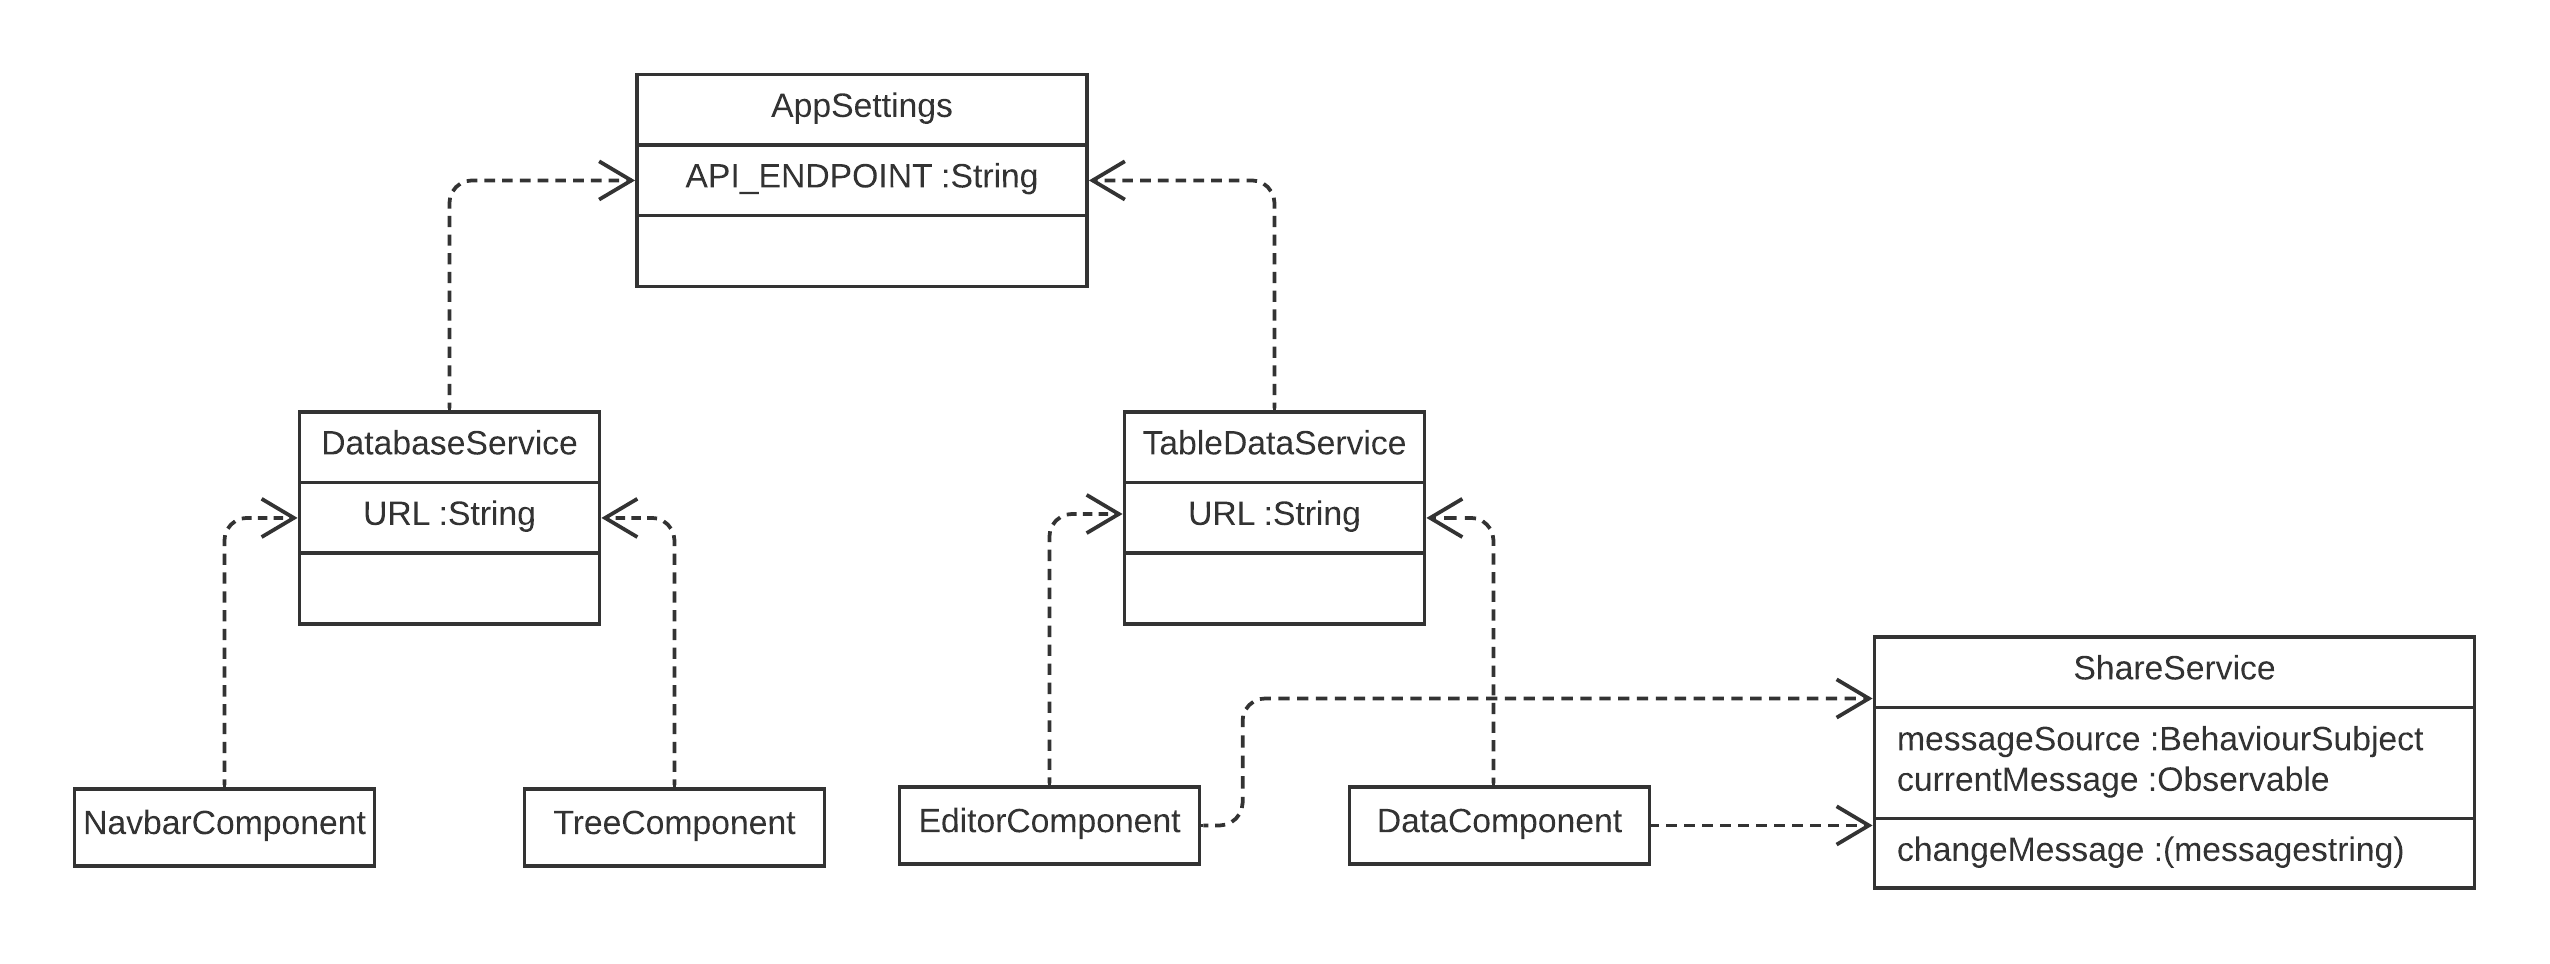 AppSettings
API_ENDPOINT :String
DatabaseService
URL :String
TableDataService
URL :String
ShareService
messageSource :BehaviourSubject
currentMessage :Observable
changeMessage :(messagestring)
NavbarComponent
TreeComponent
EditorComponent
DataComponent